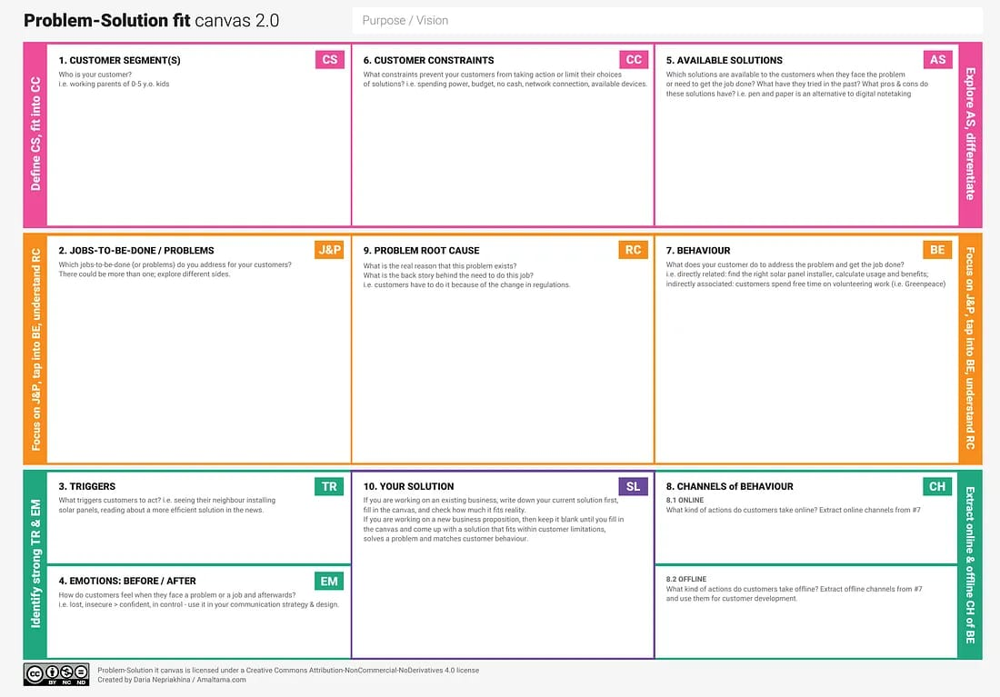 Problem-Solution fit canvas 2.0
Purpose / Vision
Define CS, fit into CC
1. CUSTOMER SEGMENT(S)
CS
Who is your customer?
i.e. working parents of 0-5 y.o. kids
6. CUSTOMER CONSTRAINTS
CC
What constraints prevent your customers from taking action or limit their choices
of solutions? i.e. spending power, budget, no cash, network connection, available devices.
5. AVAILABLE SOLUTIONS
AS
Which solutions are available to the customers when they face the problem
or need to get the job done? What have they tried in the past? What pros & cons do
these solutions have? i.e. pen and paper is an alternative to digital notetaking
Explore AS, differentiate
Focus on J&P, tap into BE, understand RC
2. JOBS-TO-BE-DONE / PROBLEMS
J&P
Which jobs-to-be-done (or problems) do you address for your customers?
There could be more than one; explore different sides.
9. PROBLEM ROOT CAUSE
RC
What is the real reason that this problem exists?
What is the back story behind the need to do this job?
i.e. customers have to do it because of the change in regulations.
7. BEHAVIOUR
BE
What does your customer do to address the problem and get the job done?
i.e. directly related: find the right solar panel installer, calculate usage and benefits;
indirectly associated: customers spend free time on volunteering work (i.e. Greenpeace)
Focus on J&P, tap into BE, understand RC
Identify strong TR & EM
3. TRIGGERS
TR
What triggers customers to act? i.e. seeing their neighbour installing
solar panels, reading about a more efficient solution in the news.
4. EMOTIONS: BEFORE / AFTER
EM
How do customers feel when they face a problem or a job and afterwards?
i.e. lost, insecure > confident, in control - use it in your communication strategy & design.
10. YOUR SOLUTION
SL
If you are working on an existing business, write down your current solution first,
fill in the canvas, and check how much it fits reality.
If you are working on a new business proposition, then keep it blank until you fill in
the canvas and come up with a solution that fits within customer limitations,
solves a problem and matches customer behaviour.
8. CHANNELS of BEHAVIOUR
CH
8.1 ONLINE
What kind of actions do customers take online? Extract online channels from #7
8.2 OFFLINE
What kind of actions do customers take offline? Extract offline channels from #7
and use them for customer development.
Extract online & offline CH of BE
CC
BY NC ND
Problem-Solution it canvas is licensed under a Creative Commons Attribution-NonCommercial-NoDerivatives 4.0 license
Created by Daria Nepriakhina / Amaltama.com